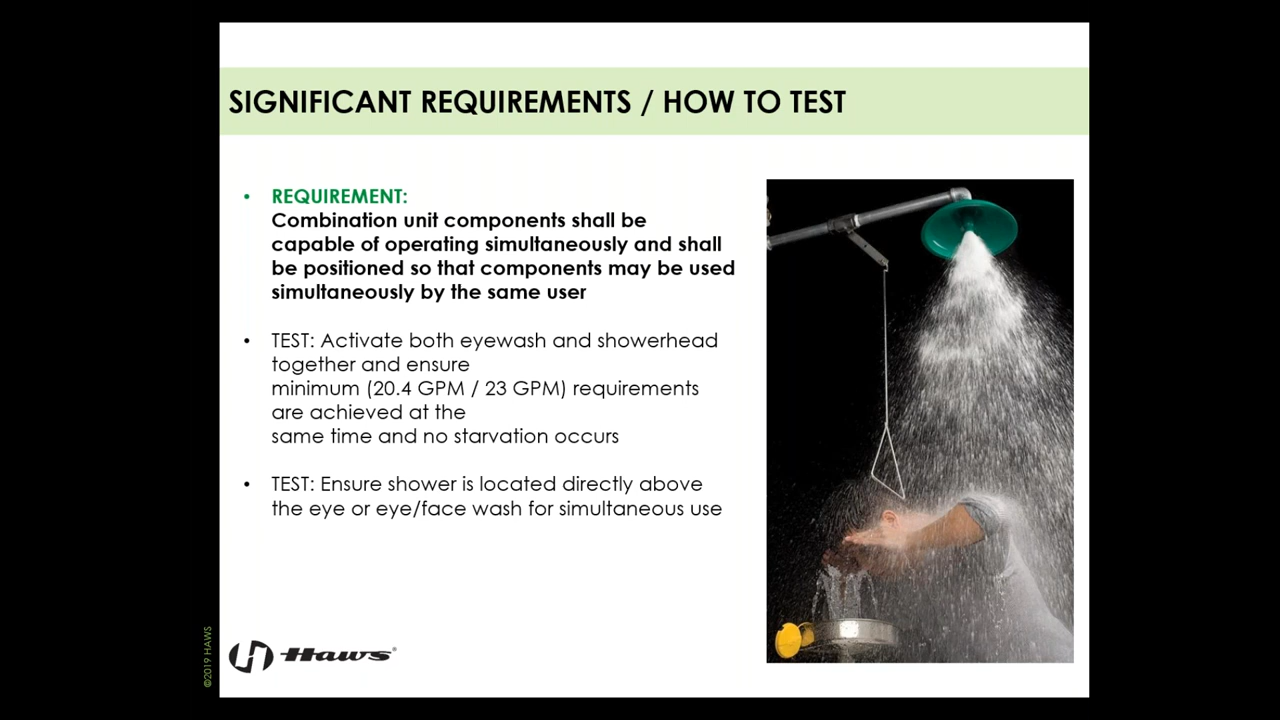 SIGNIFICANT REQUIREMENTS / HOW TO TEST
• REQUIREMENT:
Combination unit components shall be
capable of operating simultaneously and shall
be positioned so that components may be used
simultaneously by the same user
• TEST: Activate both eyewash and showerhead
together and ensure
minimum (20.4 GPM / 23 GPM) requirements
are achieved at the
same time and no starvation occurs
• TEST: Ensure shower is located directly above
the eye or eye/face wash for simultaneous use
©2019 HAWS
Haws®